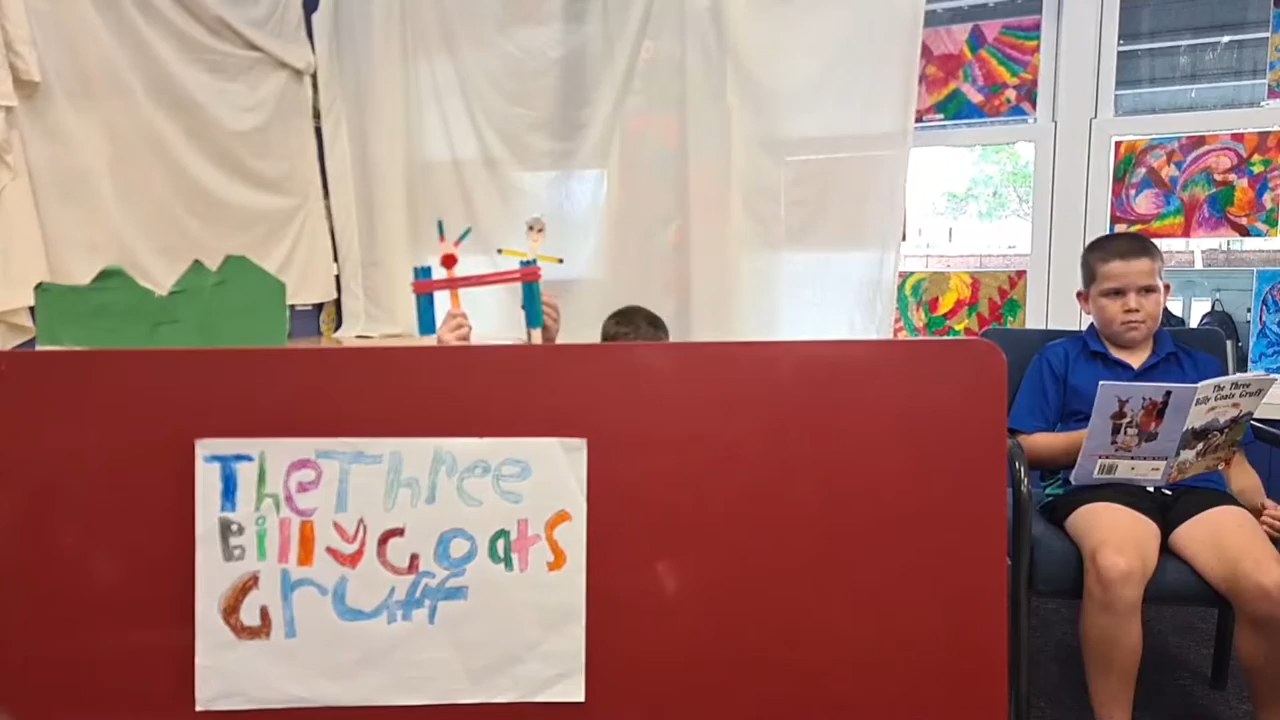 The Three
Billy Goats
Gruff
The Three
Billy Goats Gruff